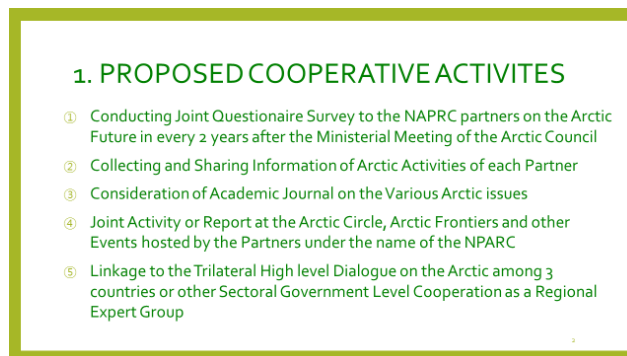 1. PROPOSED COOPERATIVE ACTIVITES
① Conducting Joint Questionaire Survey to the NAPRC partners on the Arctic
Future in every 2 years after the Ministerial Meeting of the Arctic Council
② Collecting and Sharing Information of Arctic Activities of each Partner
③ Consideration of Academic Journal on the Various Arctic issues
④ Joint Activity or Report at the Arctic Circle, Arctic Frontiers and other
Events hosted by the Partners under the name of the NPARC
⑤ Linkage to the Trilateral High level Dialogue on the Arctic among 3
countries or other Sectoral Government Level Cooperation as a Regional
Expert Group
2